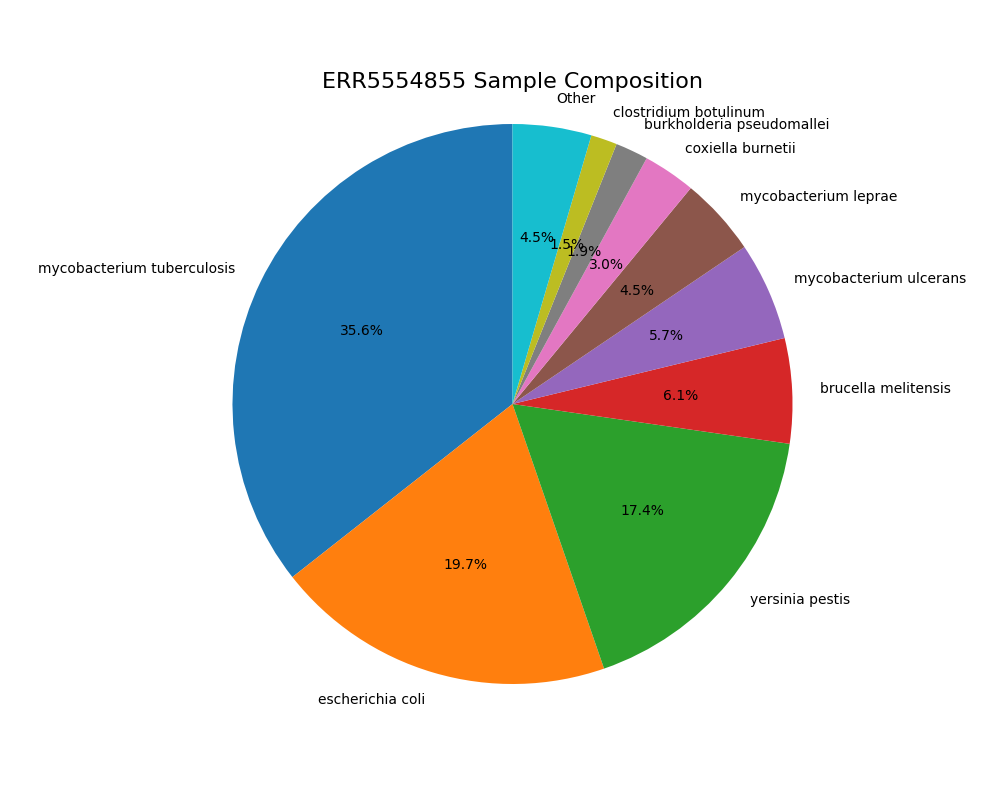 ERR5554855 Sample Composition
Other
clostridium botulinum
burkholderia pseudomallei
coxiella burnetii
mycobacterium leprae
mycobacterium ulcerans
brucella melitensis
yersinia pestis
escherichia coli
mycobacterium tuberculosis
4.5%
1.5%
1.9%
3.0%
4.5%
5.7%
6.1%
17.4%
19.7%
35.6%